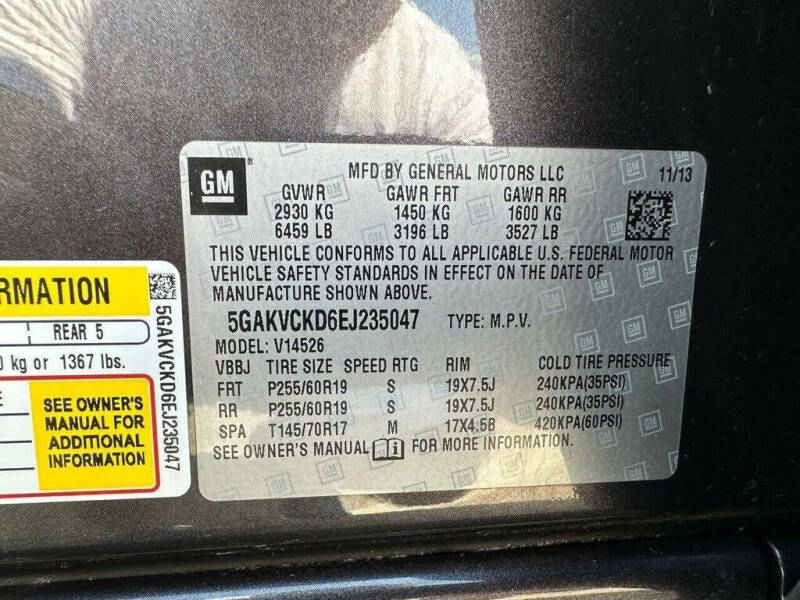 GM
MFD BY GENERAL MOTORS LLC 11/13
GVWR GAWR FRT GAWR RR
2930 KG 1450 KG 1600 KG
6459 LB 3196 LB 3527 LB
THIS VEHICLE CONFORMS TO ALL APPLICABLE U.S. FEDERAL MOTOR
VEHICLE SAFETY STANDARDS IN EFFECT ON THE DATE OF
MANUFACTURE SHOWN ABOVE.
5GAKVCKD6EJ235047 TYPE: M.P.V.
MODEL: V14526
VBBJ TIRE SIZE SPEED RTG RIM COLD TIRE PRESSURE
FRT P255/60R19 S 19X7.5J 240KPA(35PSI)
RR P255/60R19 S 19X7.5J 240KPA(35PSI)
SPA T145/70R17 M 17X4.5B 420KPA(60PSI)
SEE OWNER'S MANUAL FOR MORE INFORMATION.
RMATION
REAR 5
0 kg or 1367 lbs.
RE
SEE OWNER'S
MANUAL FOR
ADDITIONAL
INFORMATION
5GAKVCKD6EJ235047